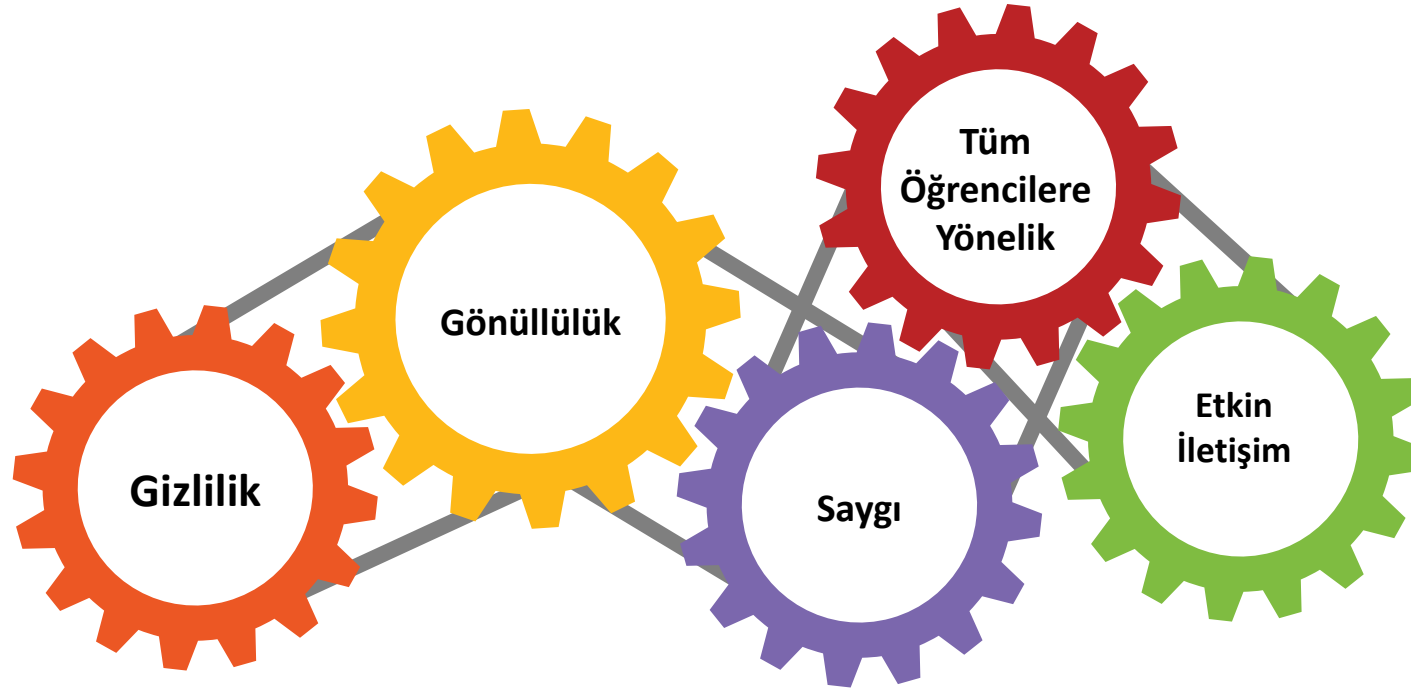 Gizlilik
Gönüllülük
Saygı
Tüm
Öğrencilere
Yönelik
Etkin
İletişim